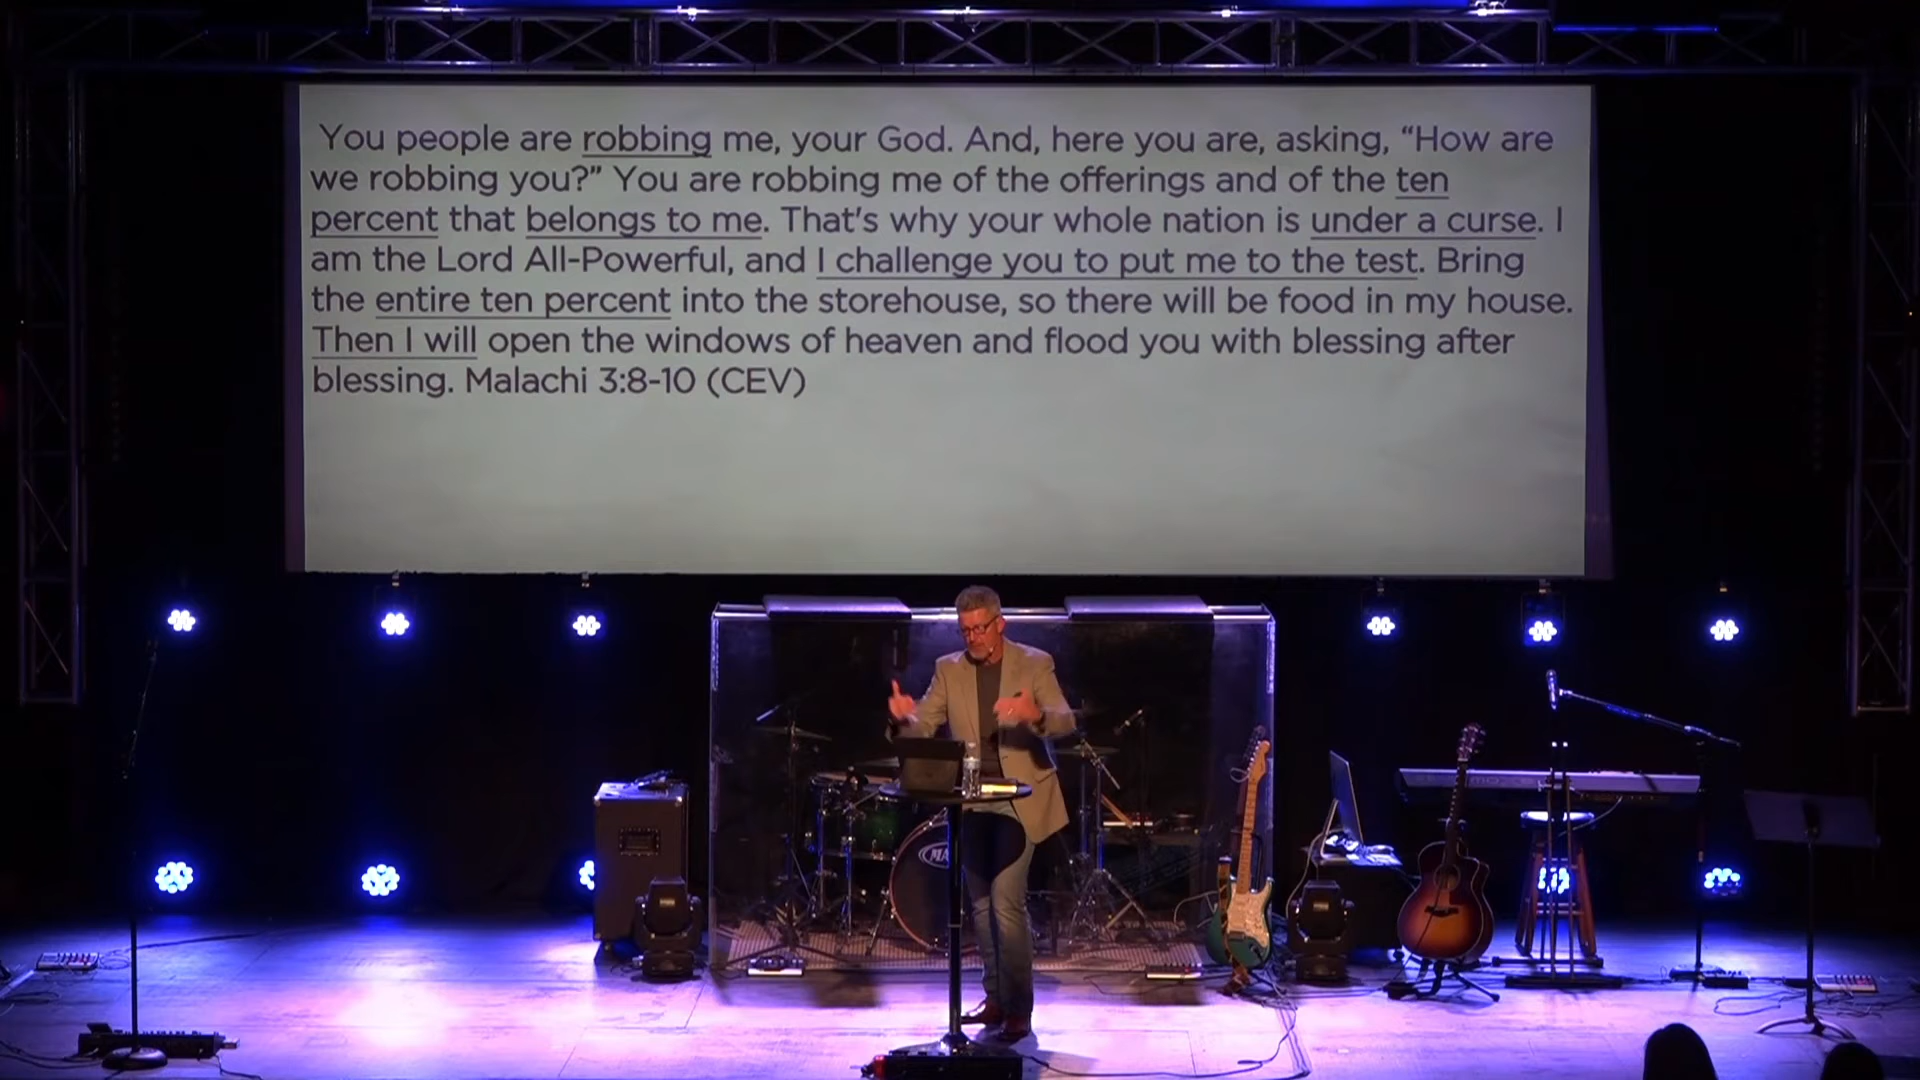 You people are robbing me, your God. And, here you are, asking, “How are
we robbing you?” You are robbing me of the offerings and of the ten
percent that belongs to me. That's why your whole nation is under a curse. I
am the Lord All-Powerful, and I challenge you to put me to the test. Bring
the entire ten percent into the storehouse, so there will be food in my house.
Then I will open the windows of heaven and flood you with blessing after
blessing. Malachi 3:8-10 (CEV)